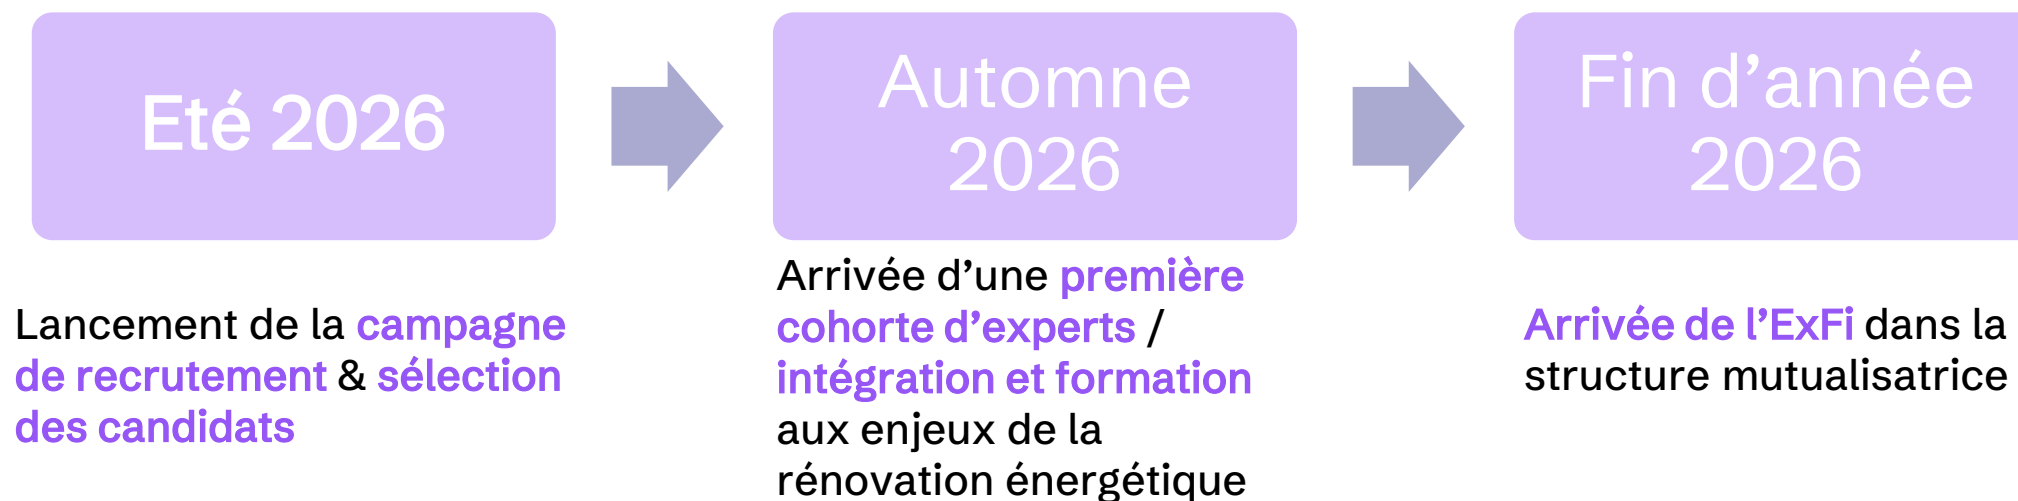 Eté 2026
Lancement de la campagne
de recrutement & sélection
des candidats
Automne
2026
Arrivée d’une première
cohorte d’experts /
intégration et formation
aux enjeux de la
rénovation énergétique
Fin d’année
2026
Arrivée de l’ExFi dans la
structure mutualisatrice